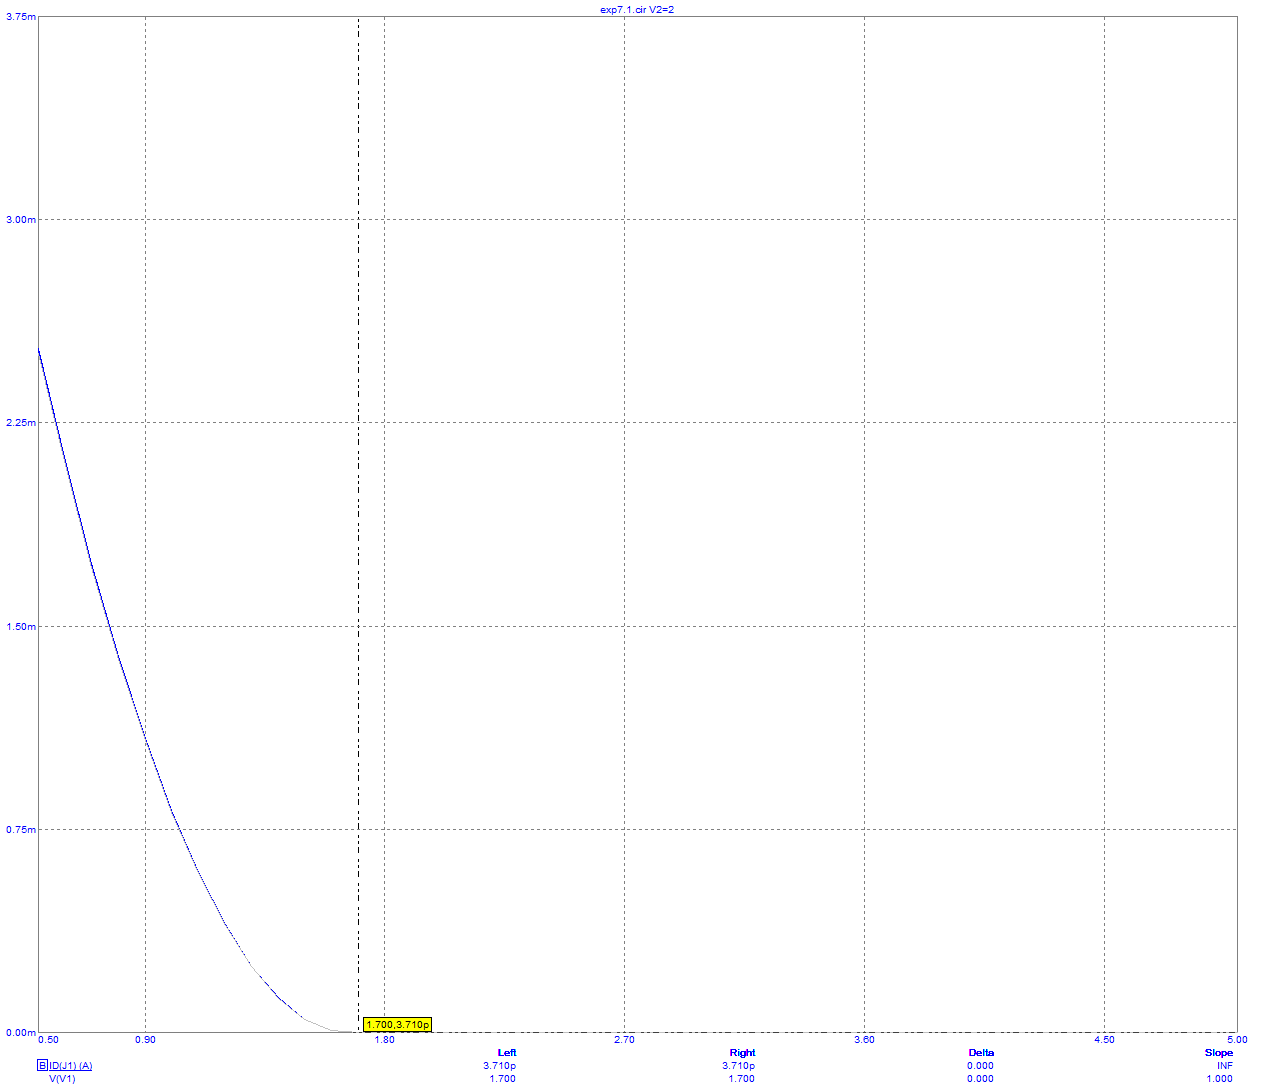 exp7.1.cir V2=2
3.75m
3.00m
2.25m
1.50m
0.75m
0.00m
1.700,3.710p
0.50 0.90 1.80 2.70 3.60 4.50 5.00
Left Right Delta Slope
B ID(J1) (A) 3.710p 3.710p 0.000 INF
V(V1) 1.700 1.700 0.000 1.000